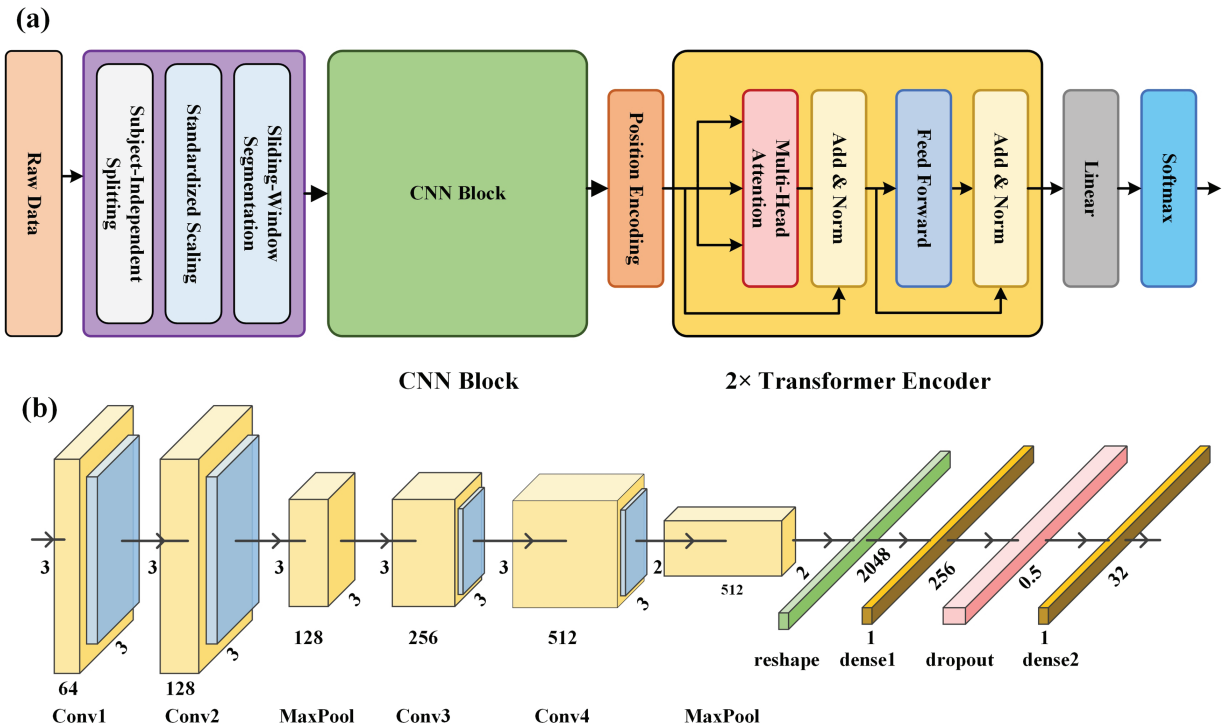 (a)
Raw Data
Subject-Independent
Splitting
Standardized Scaling
Sliding-Window
Segmentation
CNN Block
Position Encoding
Multi-Head
Attention
Add & Norm
Feed Forward
Add & Norm
Linear
Softmax
CNN Block
2× Transformer Encoder
(b)
3
3
64
Conv1
3
3
128
Conv2
3
3
128
MaxPool
3
3
256
Conv3
3
3
512
Conv4
2
2
512
MaxPool
2048
reshape
256
1
dense1
0.5
dropout
32
1
dense2